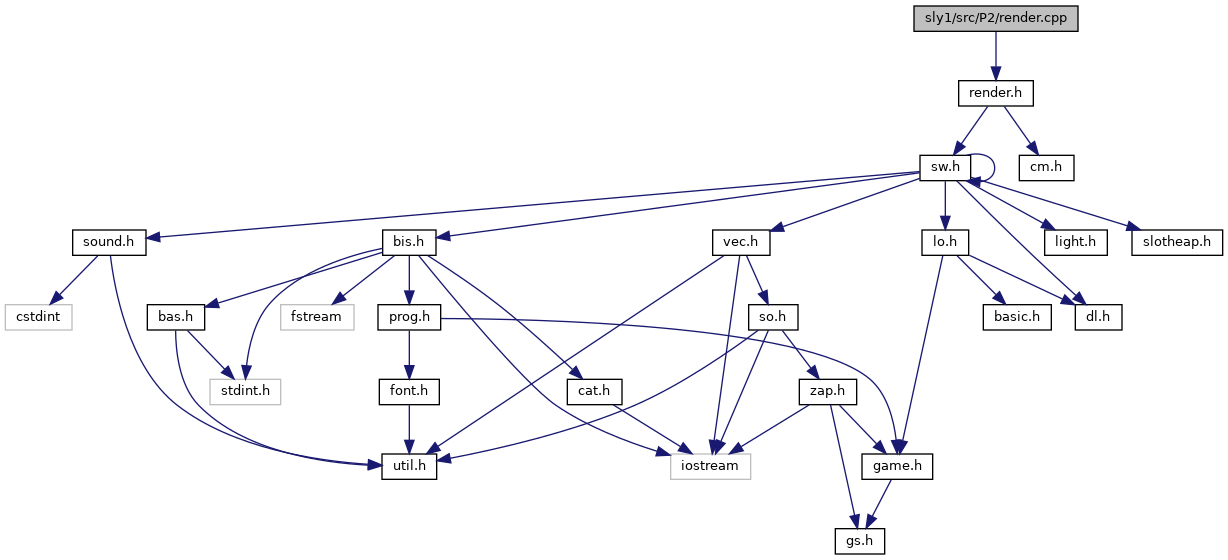 sly1/src/P2/render.cpp
render.h
sw.h
cm.h
sound.h
bis.h
vec.h
lo.h
light.h
slotheap.h
cstdint
bas.h
fstream
prog.h
so.h
basic.h
dl.h
stdint.h
font.h
cat.h
zap.h
util.h
iostream
game.h
gs.h